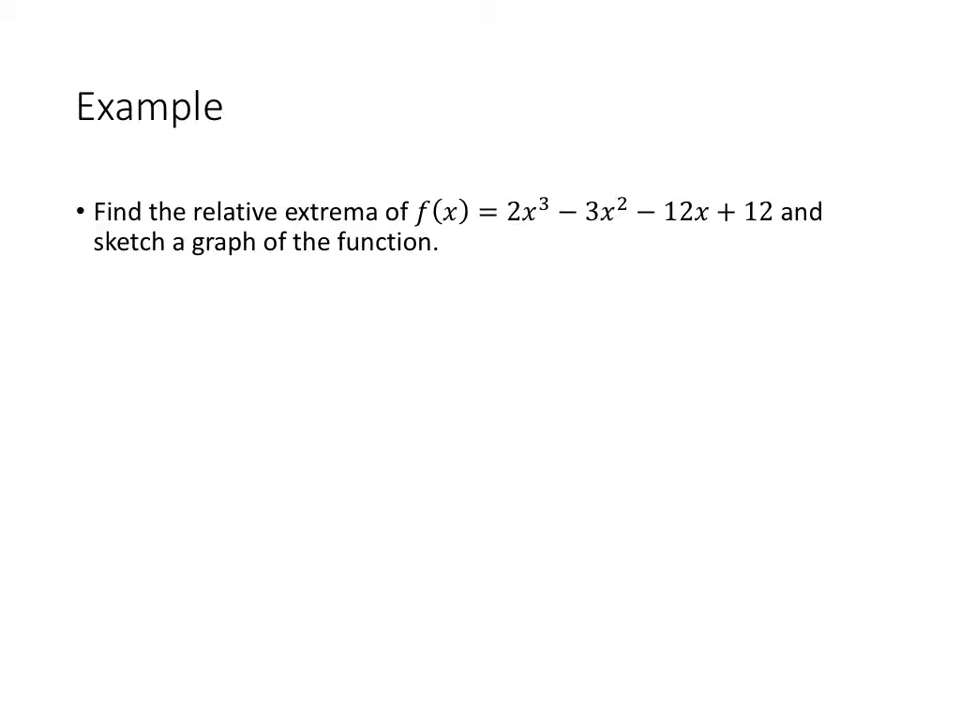 Example
• Find the relative extrema of f(x) = 2x³ − 3x² − 12x + 12 and
sketch a graph of the function.